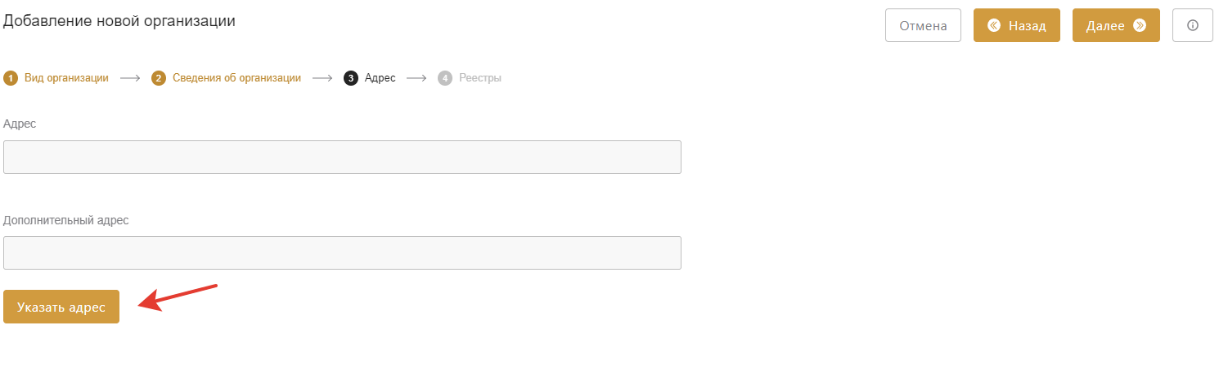 Добавление новой организации
Отмена
Назад
Далее
1 Вид организации
2 Сведения об организации
3 Адрес
4 Реестры
Адрес
Дополнительный адрес
Указать адрес